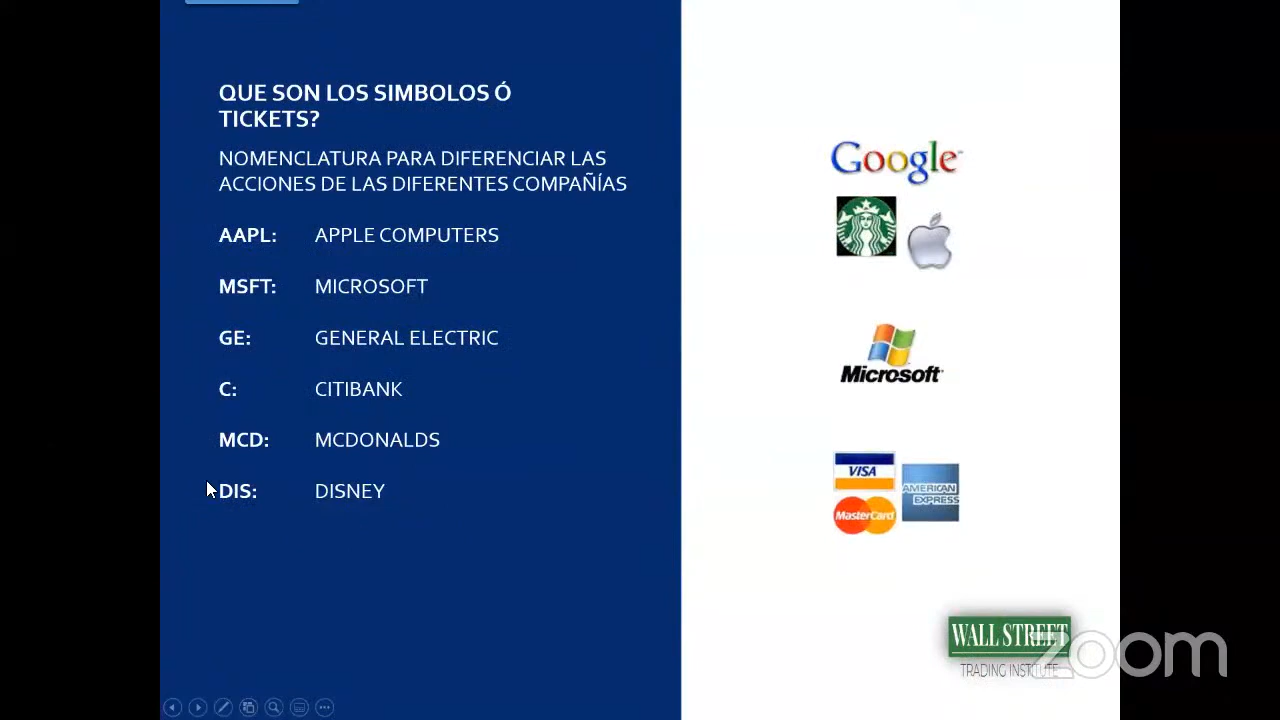 QUE SON LOS SIMBOLOS Ó
TICKETS?
NOMENCLATURA PARA DIFERENCIAR LAS
ACCIONES DE LAS DIFERENTES COMPAÑÍAS
AAPL: APPLE COMPUTERS
MSFT: MICROSOFT
GE: GENERAL ELECTRIC
C: CITIBANK
MCD: MCDONALDS
DIS: DISNEY
Google
Microsoft
VISA
MasterCard
AMERICAN
EXPRESS
WALL STREET
TRADING INSTITUTE
zoom